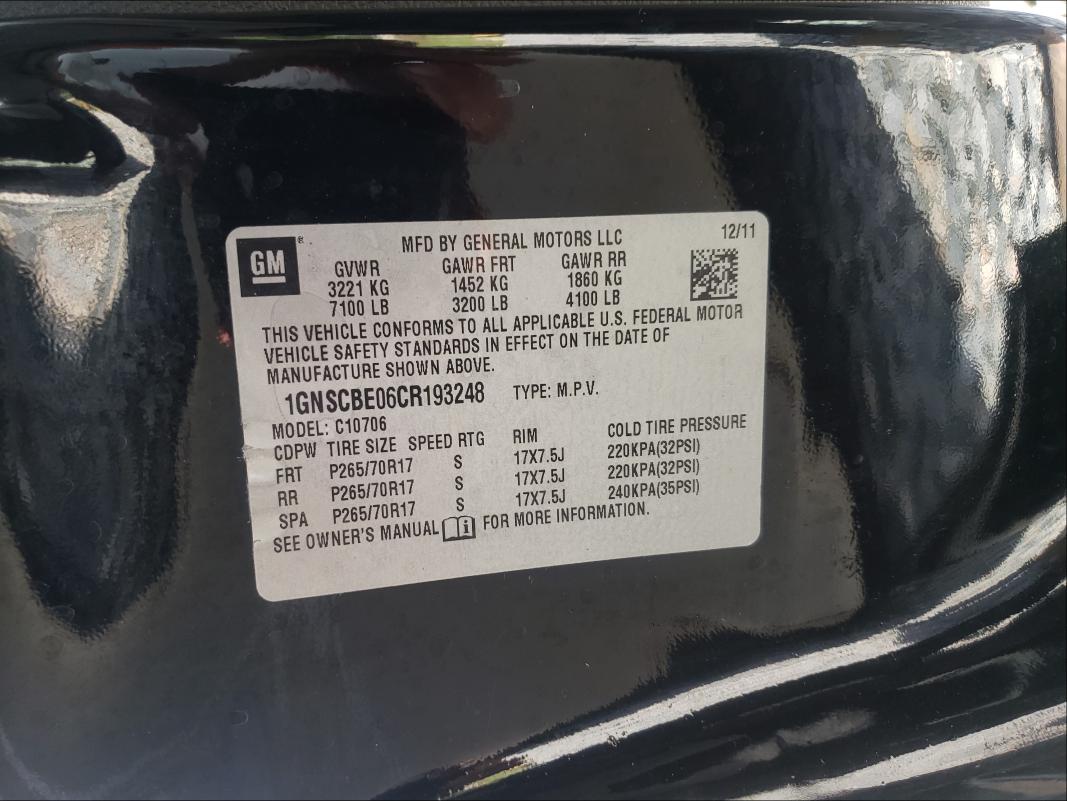 GM ® MFD BY GENERAL MOTORS LLC 12/11
GVWR GAWR FRT GAWR RR
3221 KG 1452 KG 1860 KG
7100 LB 3200 LB 4100 LB
THIS VEHICLE CONFORMS TO ALL APPLICABLE U.S. FEDERAL MOTOR
VEHICLE SAFETY STANDARDS IN EFFECT ON THE DATE OF
MANUFACTURE SHOWN ABOVE.
1GNSCBE06CR193248 TYPE: M.P.V.
MODEL: C10706
CDPW TIRE SIZE SPEED RTG RIM COLD TIRE PRESSURE
FRT P265/70R17 S 17X7.5J 220KPA(32PSI)
RR P265/70R17 S 17X7.5J 220KPA(32PSI)
SPA P265/70R17 S 17X7.5J 240KPA(35PSI)
SEE OWNER'S MANUAL i FOR MORE INFORMATION.